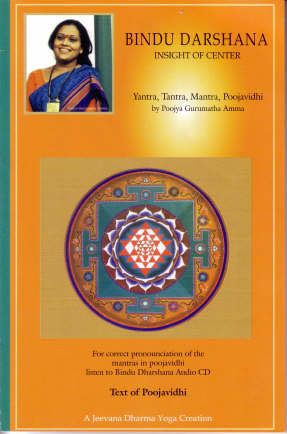 BINDU DARSHANA
INSIGHT OF CENTER
Yantra, Tantra, Mantra, Poojavidhi
by Poojya Gurumatha Amma
For correct pronounciation of the
mantras in poojavidhi
listen to Bindu Dharshana Audio CD
Text of Poojavidhi
A Jeevana Dharma Yoga Creation